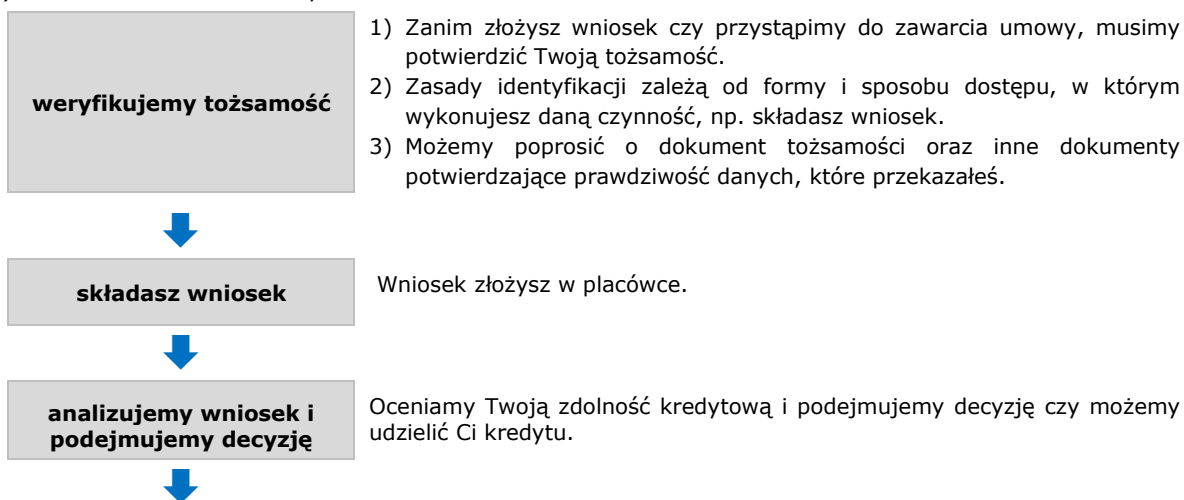 weryfikujemy tożsamość
1) Zanim złożysz wniosek czy przystąpimy do zawarcia umowy, musimy
potwierdzić Twoją tożsamość.
2) Zasady identyfikacji zależą od formy i sposobu dostępu, w którym
wykonujesz daną czynność, np. składasz wniosek.
3) Możemy poprosić o dokument tożsamości oraz inne dokumenty
potwierdzające prawdziwość danych, które przekazałeś.
składasz wniosek
Wniosek złożysz w placówce.
analizujemy wniosek i
podejmujemy decyzję
Oceniamy Twoją zdolność kredytową i podejmujemy decyzję czy możemy
udzielić Ci kredytu.